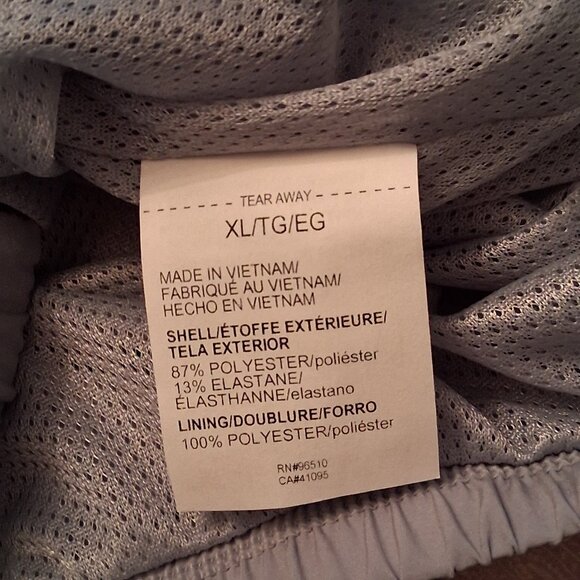 TEAR AWAY
XL/TG/EG
MADE IN VIETNAM/
FABRIQUÉ AU VIETNAM/
HECHO EN VIETNAM
SHELL/ÉTOFFE EXTÉRIEURE/
TELA EXTERIOR
87% POLYESTER/poliéster
13% ELASTANE/
ÉLASTHANNE/elastano
LINING/DOUBLURE/FORRO
100% POLYESTER/poliéster
RN#96510
CA#41095